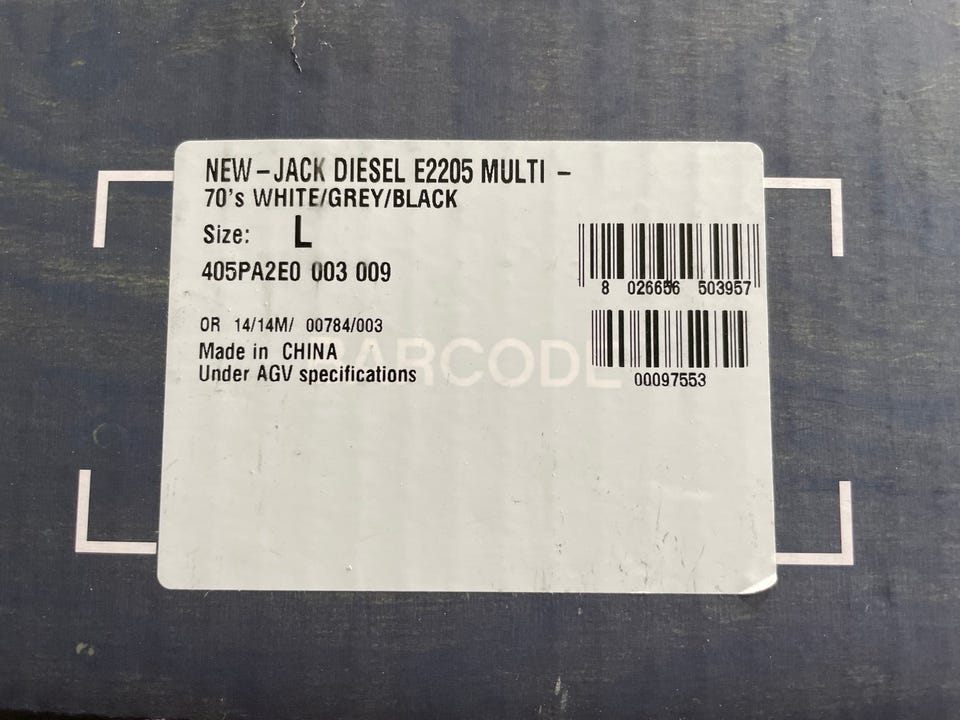 NEW-JACK DIESEL E2205 MULTI -
70's WHITE/GREY/BLACK
Size: L
405PA2E0 003 009
8 026656 503957
OR 14/14M/ 00784/003
Made in CHINA
Under AGV specifications
BARCODE
00097553